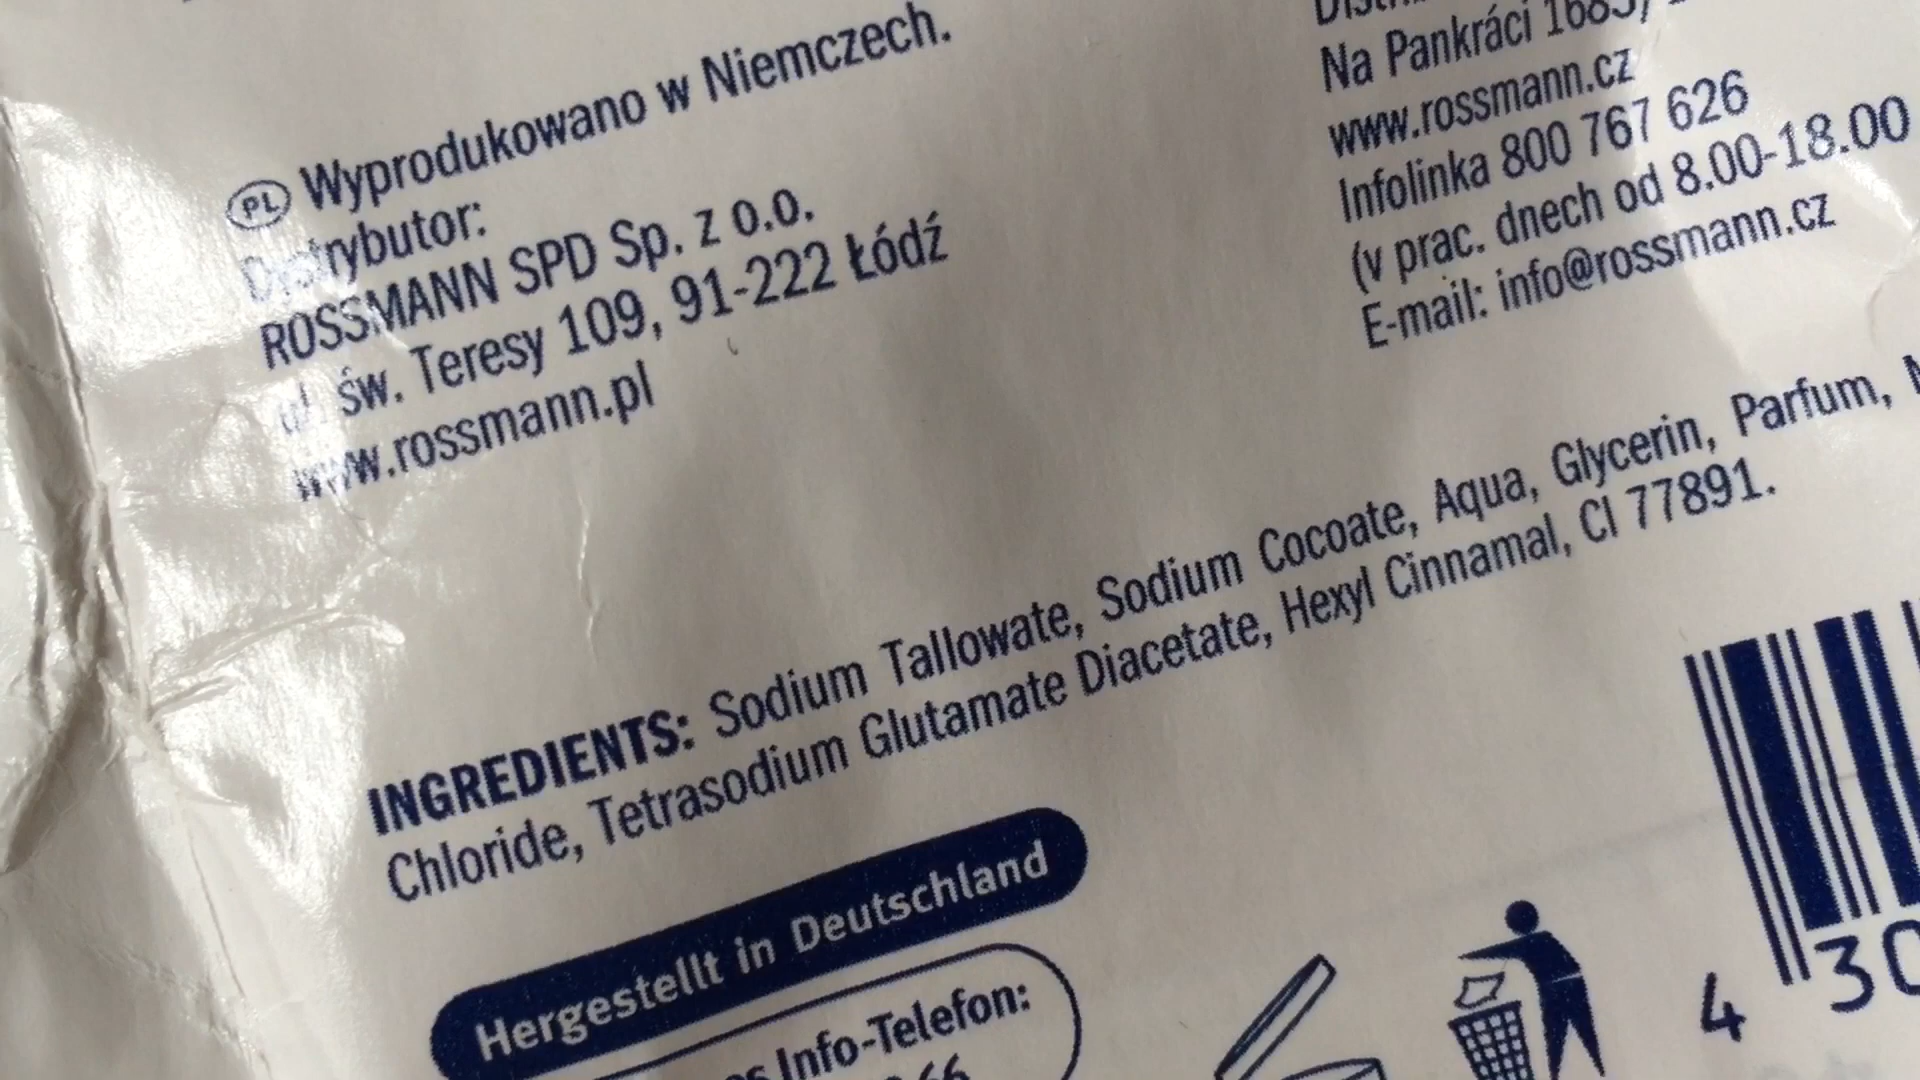 PL Wyprodukowano w Niemczech.
Dystrybutor:
ROSSMANN SPD Sp. z o.o.
ul. św. Teresy 109, 91-222 Łódź
www.rossmann.pl
Na Pankráci 1683/
www.rossmann.cz
Infolinka 800 767 626
(v prac. dnech od 8.00-18.00
E-mail: info@rossmann.cz
INGREDIENTS: Sodium Tallowate, Sodium Cocoate, Aqua, Glycerin, Parfum,
Chloride, Tetrasodium Glutamate Diacetate, Hexyl Cinnamal, CI 77891.
Hergestellt in Deutschland
Info-Telefon:
66
4 30